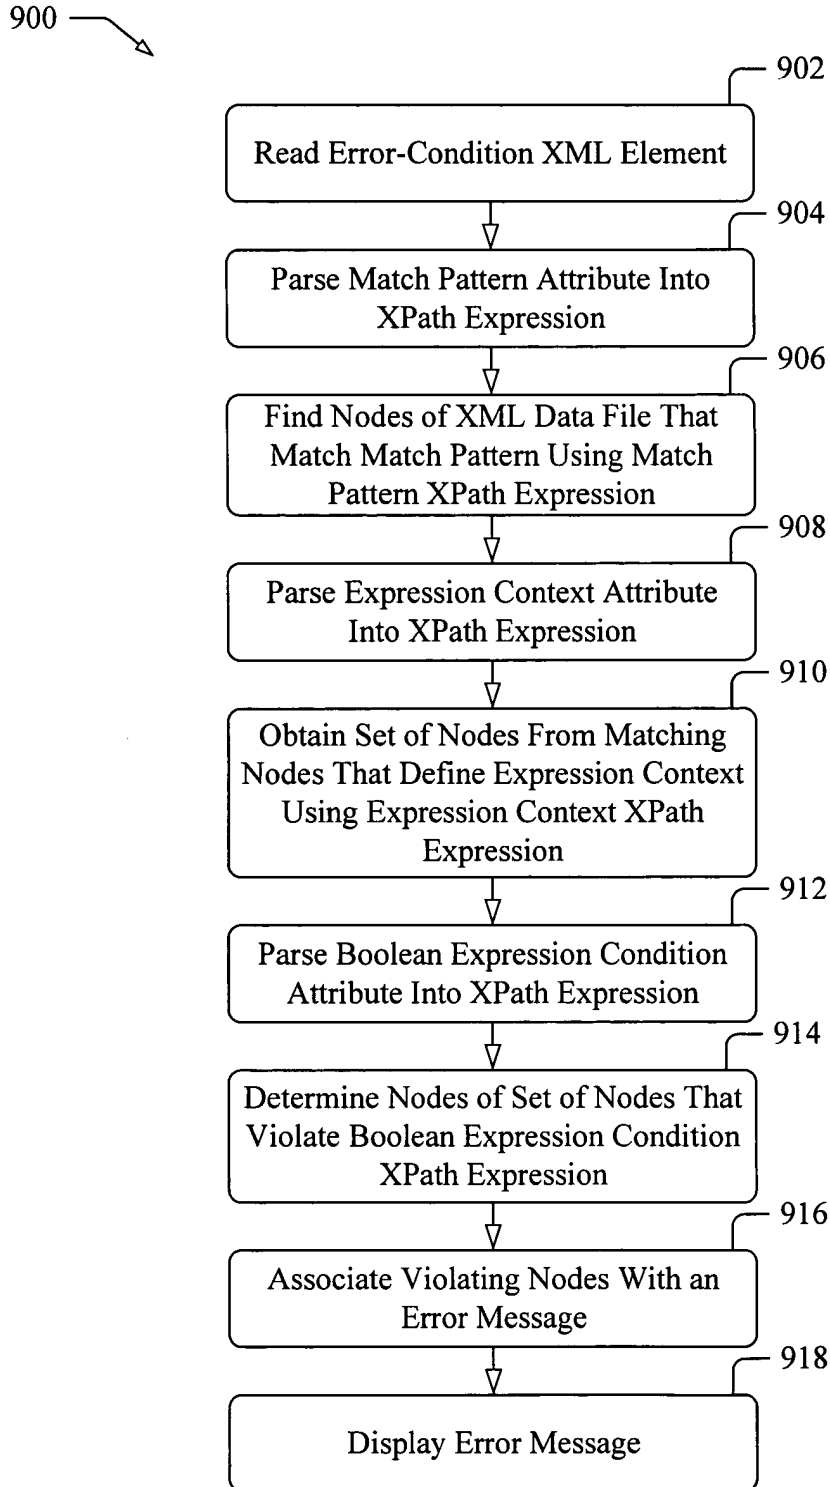 900
902
Read Error-Condition XML Element
904
Parse Match Pattern Attribute Into
XPath Expression
906
Find Nodes of XML Data File That
Match Match Pattern Using Match
Pattern XPath Expression
908
Parse Expression Context Attribute
Into XPath Expression
910
Obtain Set of Nodes From Matching
Nodes That Define Expression Context
Using Expression Context XPath
Expression
912
Parse Boolean Expression Condition
Attribute Into XPath Expression
914
Determine Nodes of Set of Nodes That
Violate Boolean Expression Condition
XPath Expression
916
Associate Violating Nodes With an
Error Message
918
Display Error Message